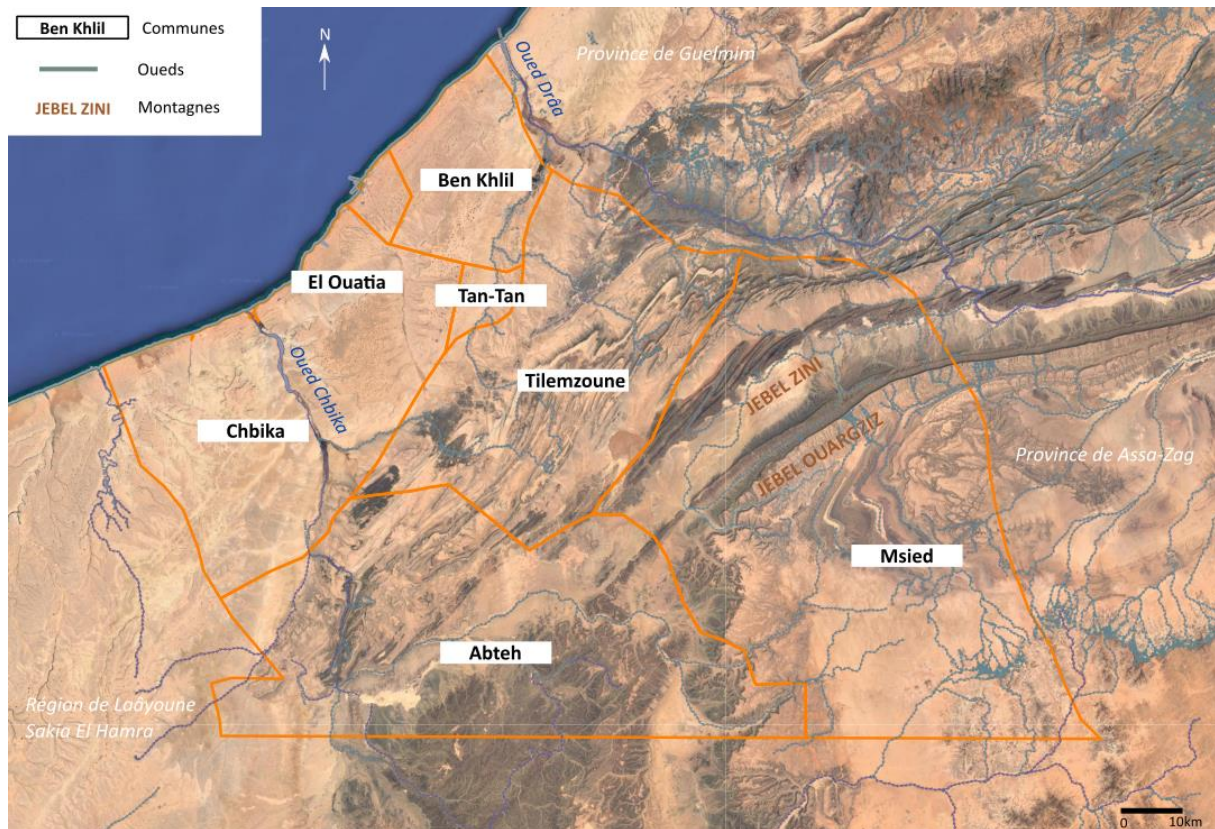 Ben Khlil Communes
Oueds
JEBEL ZINI Montagnes
N
Province de Guelmim
Oued Drâa
Ben Khlil
El Ouatia
Tan-Tan
Oued Chbika
Tilemzoune
JEBEL ZINI
Chbika
JEBEL OUARGZIZ
Province de Assa-Zag
Msied
Abteh
Région de Laâyoune
Sakia El Hamra
0 10km